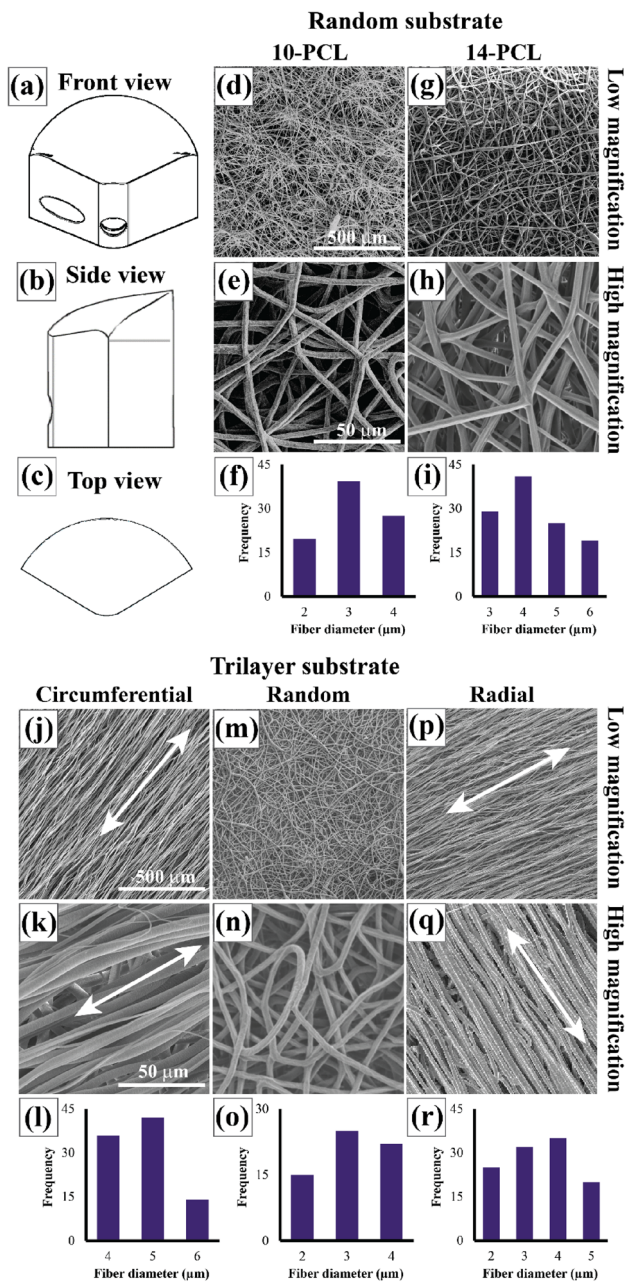 Random substrate
10-PCL
14-PCL
(a)
Front view
(d)
500 µm
(g)
Low magnification
(b)
Side view
(e)
50 µm
(h)
High magnification
(c)
Top view
(f)
45
30
15
0
Frequency
2 3 4
Fiber diameter (µm)
(i)
45
30
15
0
Frequency
3 4 5 6
Fiber diameter (µm)
Trilayer substrate
Circumferential
Random
Radial
(j)
500 µm
(m)
(p)
Low magnification
(k)
50 µm
(n)
(q)
High magnification
(l)
45
30
15
0
Frequency
4 5 6
Fiber diameter (µm)
(o)
30
15
0
Frequency
2 3 4
Fiber diameter (µm)
(r)
45
30
15
0
Frequency
2 3 4 5
Fiber diameter (µm)